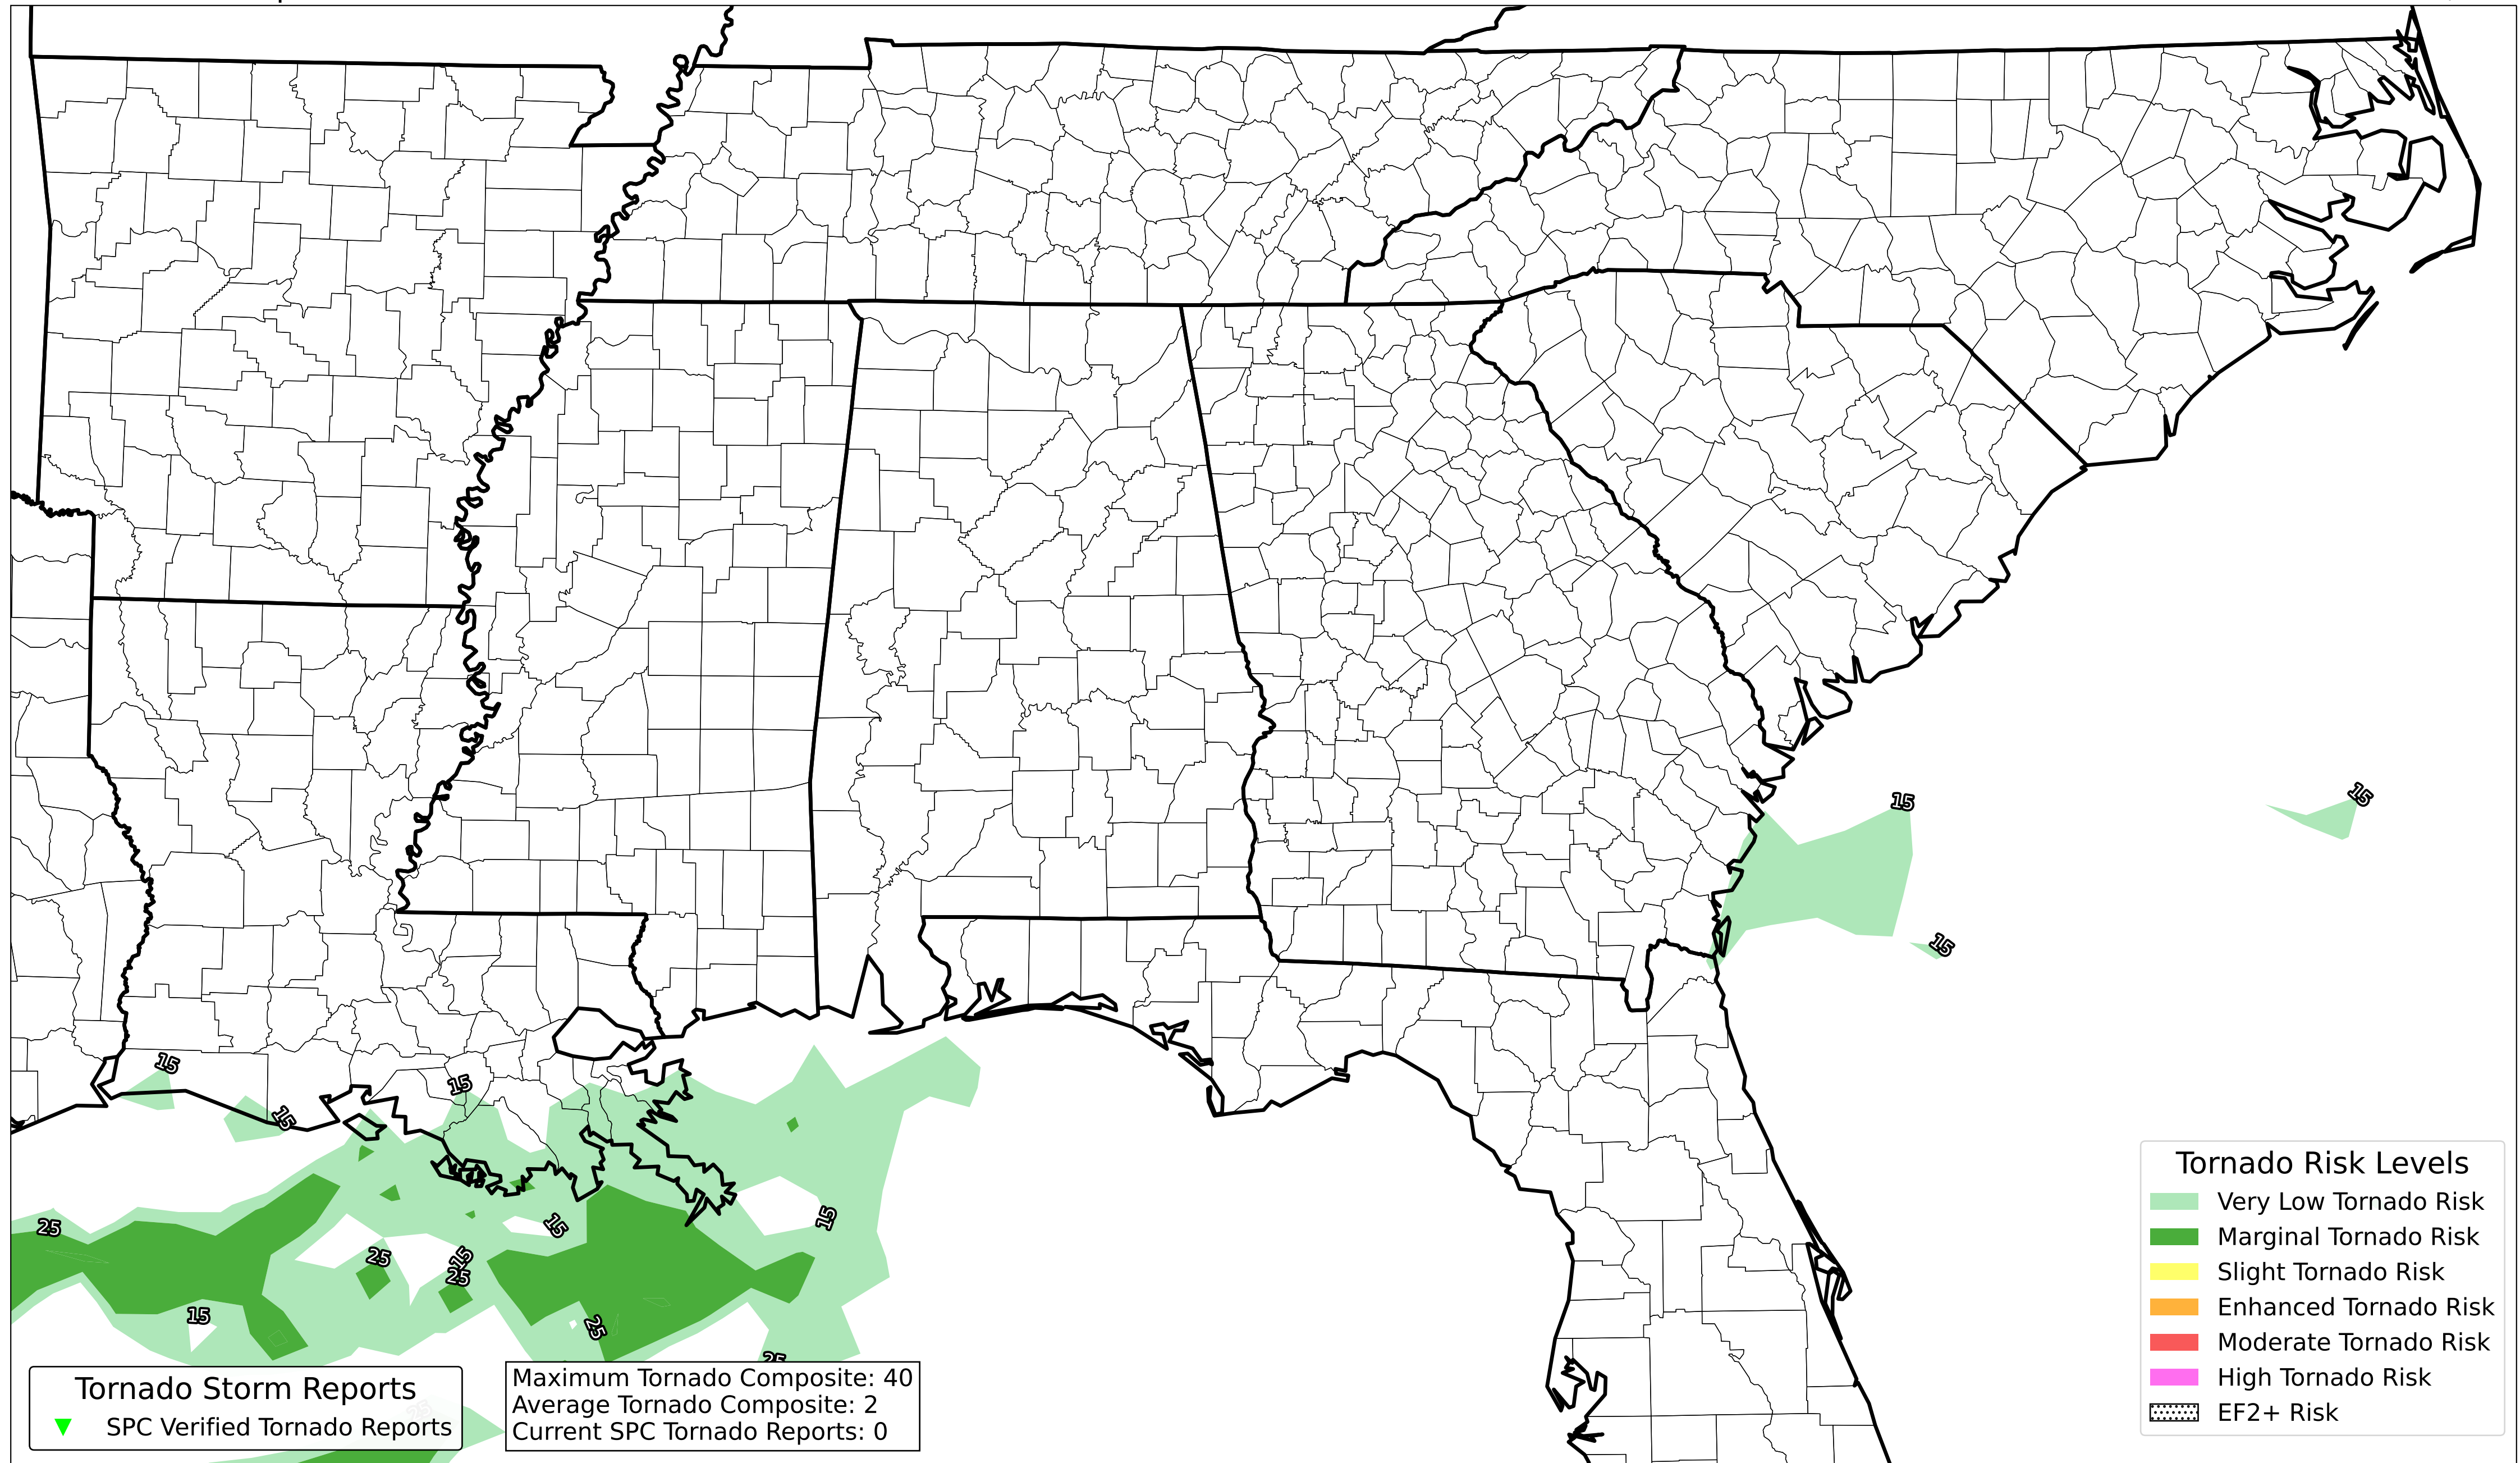 15
15
15
15
15
15
25
15
15
25
15
25
15
25
25
25
Tornado Storm Reports
SPC Verified Tornado Reports
Maximum Tornado Composite: 40
Average Tornado Composite: 2
Current SPC Tornado Reports: 0
Tornado Risk Levels
Very Low Tornado Risk
Marginal Tornado Risk
Slight Tornado Risk
Enhanced Tornado Risk
Moderate Tornado Risk
High Tornado Risk
EF2+ Risk